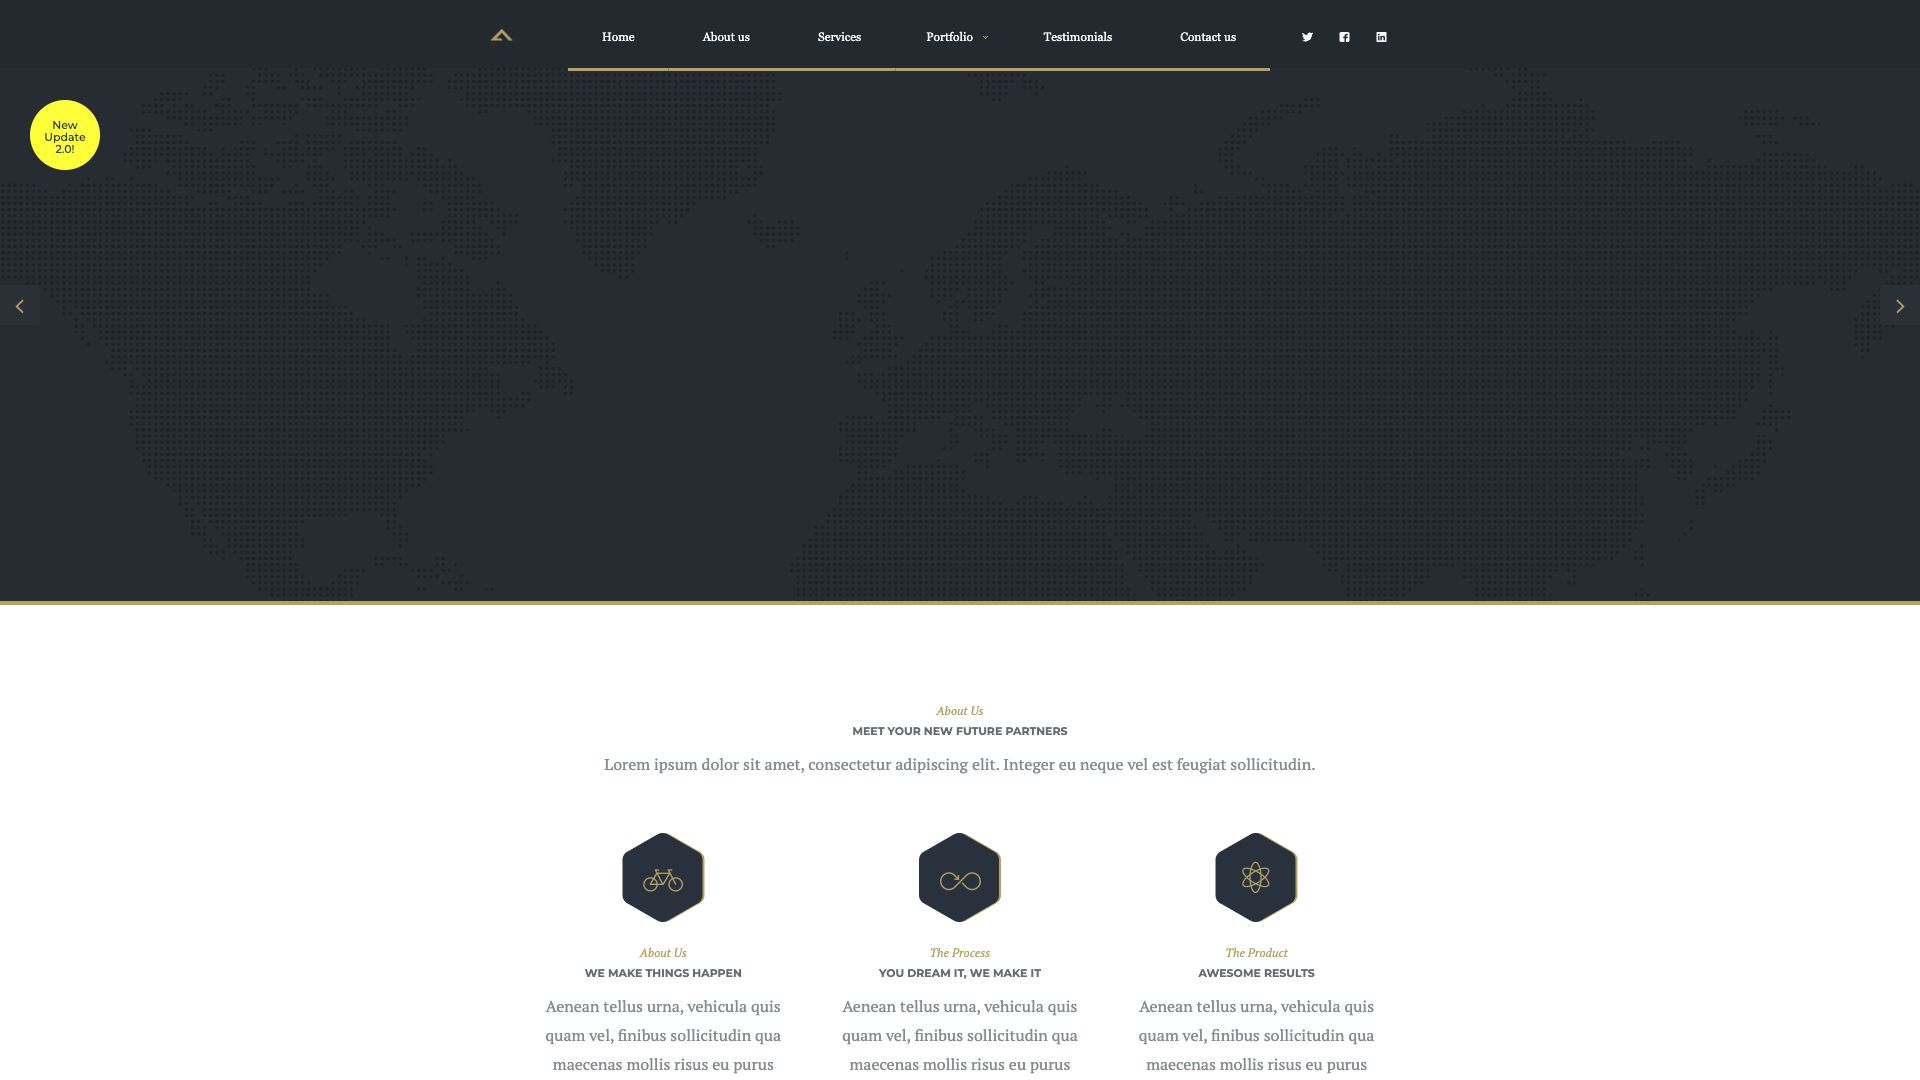 Home
About us
Services
Portfolio
Testimonials
Contact us
New
Update
2.0!
About Us
MEET YOUR NEW FUTURE PARTNERS
Lorem ipsum dolor sit amet, consectetur adipiscing elit. Integer eu neque vel est feugiat sollicitudin.
About Us
WE MAKE THINGS HAPPEN
Aenean tellus urna, vehicula quis
quam vel, finibus sollicitudin qua
maecenas mollis risus eu purus
The Process
YOU DREAM IT, WE MAKE IT
Aenean tellus urna, vehicula quis
quam vel, finibus sollicitudin qua
maecenas mollis risus eu purus
The Product
AWESOME RESULTS
Aenean tellus urna, vehicula quis
quam vel, finibus sollicitudin qua
maecenas mollis risus eu purus